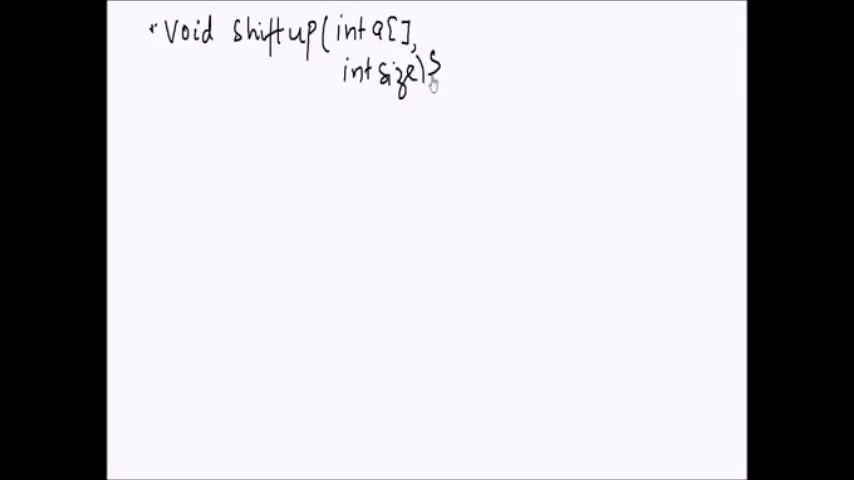 void shiftup(int a[],
int size){